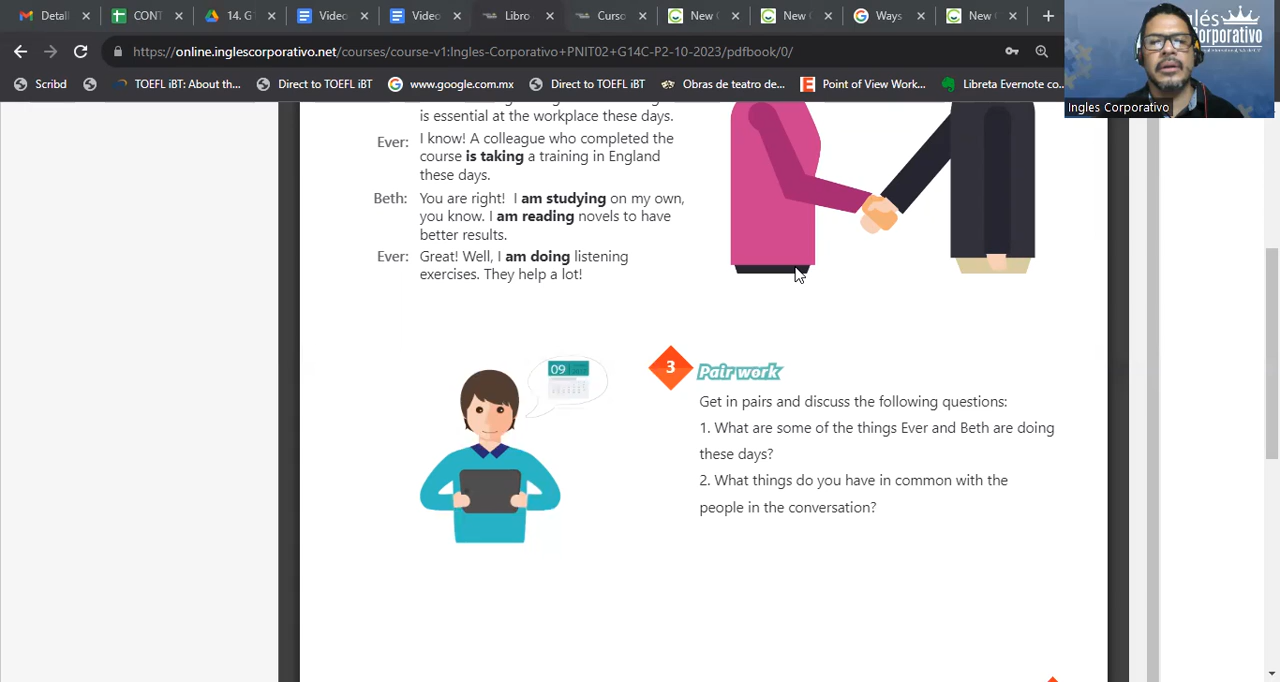 Detall
CONT
14. G
Video
Video
Libro
Curso
New C
New
Ways
New
https://online.inglescorporativo.net/courses/course-v1:Ingles-Corporativo+PNIT02+G14C-P2-10-2023/pdfbook/0/
Scribd
TOEFL iBT: About th...
Direct to TOEFL iBT
www.google.com.mx
Direct to TOEFL iBT
Obras de teatro de...
Point of View Work...
Libreta Evernote co...
Ingles Corporativo
is essential at the workplace these days.
Ever: I know! A colleague who completed the
course is taking a training in England
these days.
Beth: You are right! I am studying on my own,
you know. I am reading novels to have
better results.
Ever: Great! Well, I am doing listening
exercises. They help a lot!
09
3 Pair work
Get in pairs and discuss the following questions:
1. What are some of the things Ever and Beth are doing
these days?
2. What things do you have in common with the
people in the conversation?